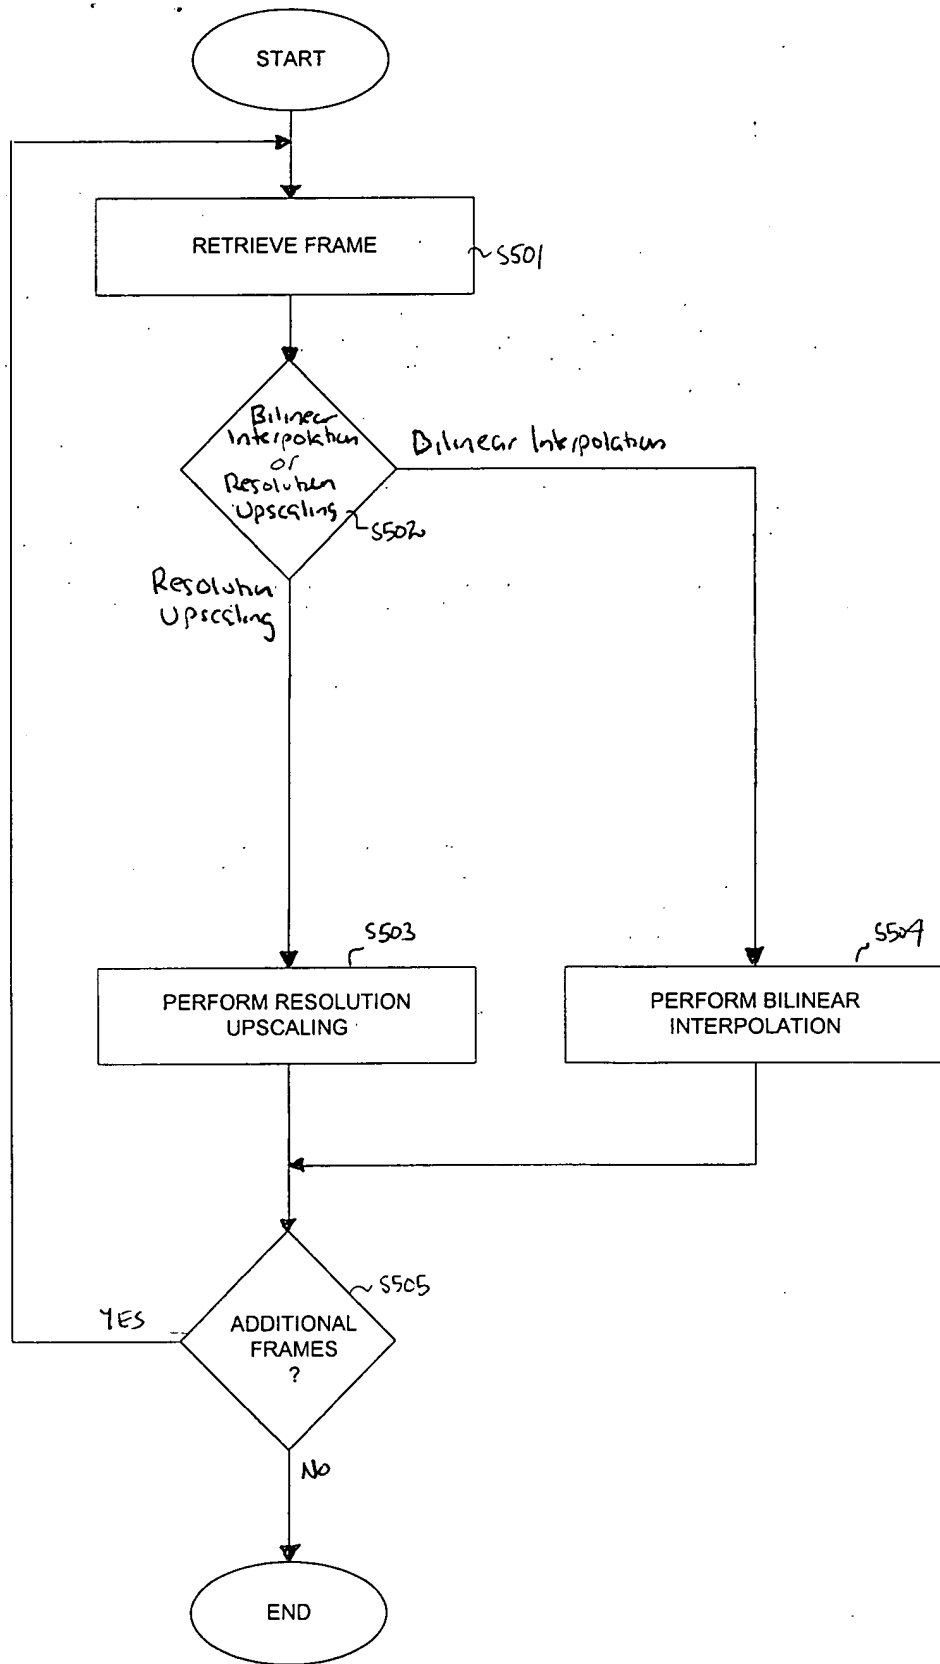 START
RETRIEVE FRAME
S501
Bilinear
Interpolation
or
Resolution
Upscaling
S502
Bilinear Interpolation
Resolution
Upscaling
S503
PERFORM RESOLUTION
UPSCALING
S504
PERFORM BILINEAR
INTERPOLATION
S505
ADDITIONAL
FRAMES
?
YES
No
END